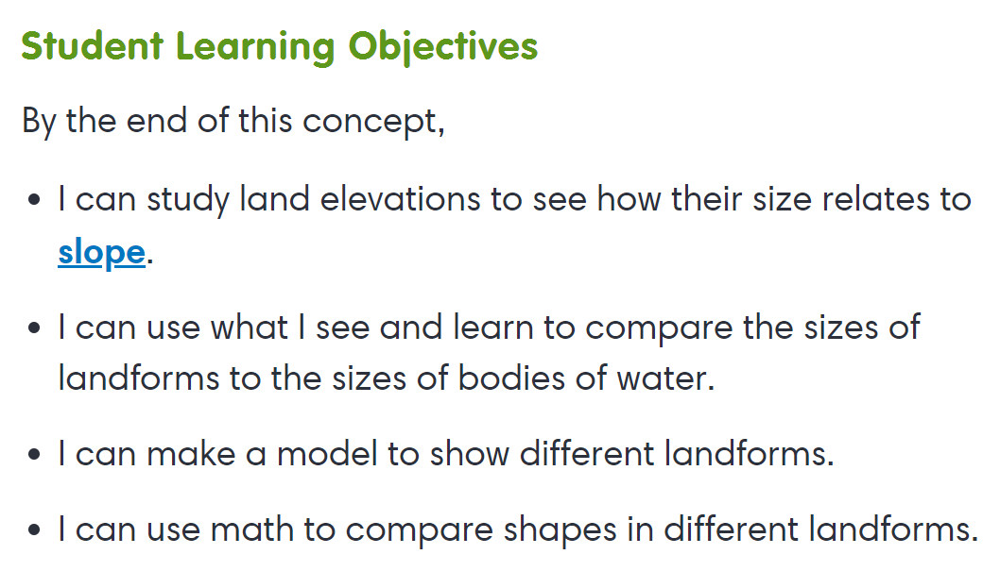 Student Learning Objectives
By the end of this concept,
• I can study land elevations to see how their size relates to
slope.
• I can use what I see and learn to compare the sizes of
landforms to the sizes of bodies of water.
• I can make a model to show different landforms.
• I can use math to compare shapes in different landforms.